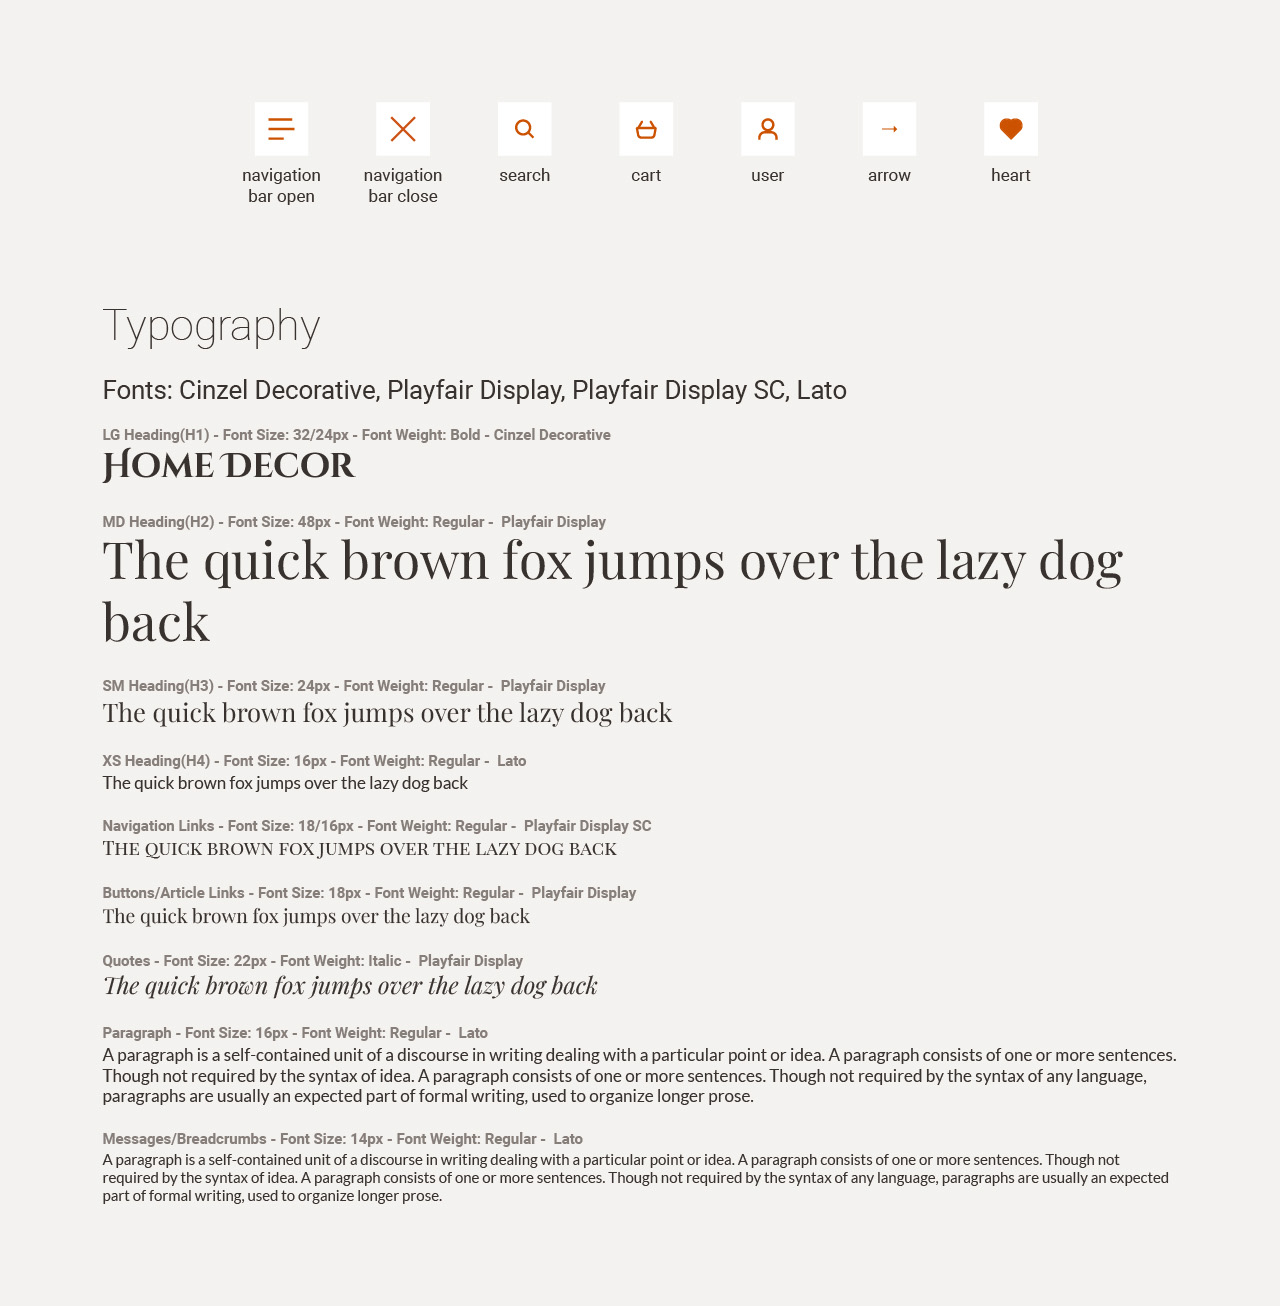 navigation
bar open
navigation
bar close
search
cart
user
arrow
heart
Typography
Fonts: Cinzel Decorative, Playfair Display, Playfair Display SC, Lato
LG Heading(H1) - Font Size: 32/24px - Font Weight: Bold - Cinzel Decorative
Home Decor
MD Heading(H2) - Font Size: 48px - Font Weight: Regular -  Playfair Display
The quick brown fox jumps over the lazy dog
back
SM Heading(H3) - Font Size: 24px - Font Weight: Regular -  Playfair Display
The quick brown fox jumps over the lazy dog back
XS Heading(H4) - Font Size: 16px - Font Weight: Regular -  Lato
The quick brown fox jumps over the lazy dog back
Navigation Links - Font Size: 18/16px - Font Weight: Regular -  Playfair Display SC
The quick brown fox jumps over the lazy dog back
Buttons/Article Links - Font Size: 18px - Font Weight: Regular -  Playfair Display
The quick brown fox jumps over the lazy dog back
Quotes - Font Size: 22px - Font Weight: Italic -  Playfair Display
The quick brown fox jumps over the lazy dog back
Paragraph - Font Size: 16px - Font Weight: Regular -  Lato
A paragraph is a self-contained unit of a discourse in writing dealing with a particular point or idea. A paragraph consists of one or more sentences.
Though not required by the syntax of idea. A paragraph consists of one or more sentences. Though not required by the syntax of any language,
paragraphs are usually an expected part of formal writing, used to organize longer prose.
Messages/Breadcrumbs - Font Size: 14px - Font Weight: Regular -  Lato
A paragraph is a self-contained unit of a discourse in writing dealing with a particular point or idea. A paragraph consists of one or more sentences. Though not
required by the syntax of idea. A paragraph consists of one or more sentences. Though not required by the syntax of any language, paragraphs are usually an expected
part of formal writing, used to organize longer prose.